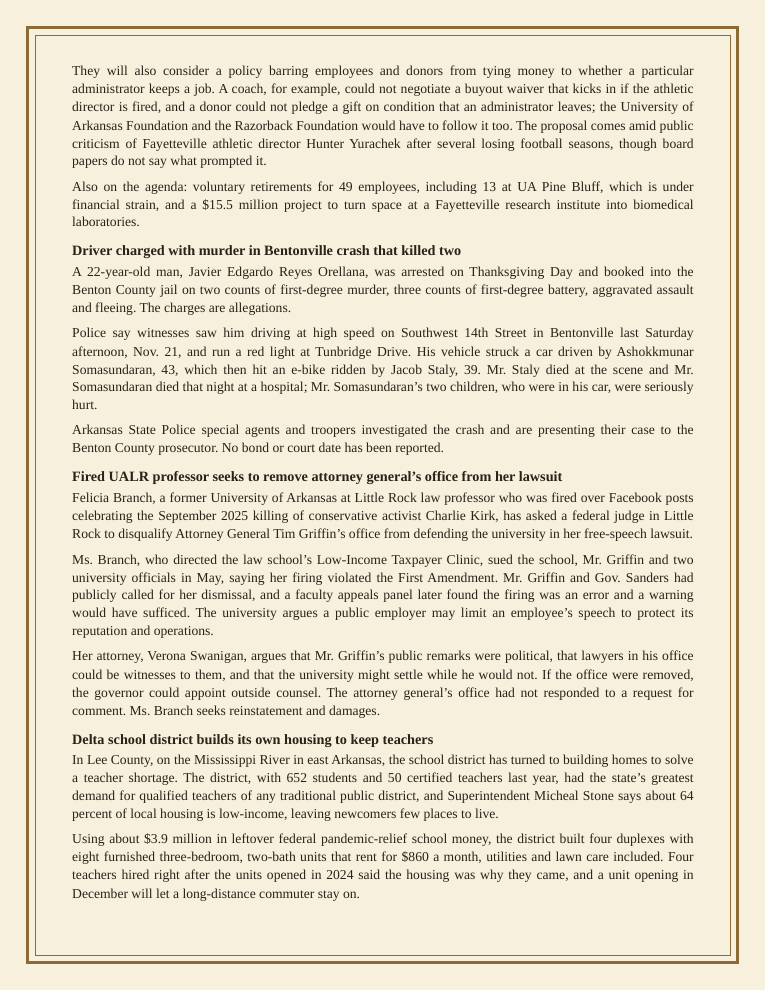 They will also consider a policy barring employees and donors from tying money to whether a particular
administrator keeps a job. A coach, for example, could not negotiate a buyout waiver that kicks in if the athletic
director is fired, and a donor could not pledge a gift on condition that an administrator leaves; the University of
Arkansas Foundation and the Razorback Foundation would have to follow it too. The proposal comes amid public
criticism of Fayetteville athletic director Hunter Yurachek after several losing football seasons, though board
papers do not say what prompted it.
Also on the agenda: voluntary retirements for 49 employees, including 13 at UA Pine Bluff, which is under
financial strain, and a $15.5 million project to turn space at a Fayetteville research institute into biomedical
laboratories.
Driver charged with murder in Bentonville crash that killed two
A 22-year-old man, Javier Edgardo Reyes Orellana, was arrested on Thanksgiving Day and booked into the
Benton County jail on two counts of first-degree murder, three counts of first-degree battery, aggravated assault
and fleeing. The charges are allegations.
Police say witnesses saw him driving at high speed on Southwest 14th Street in Bentonville last Saturday
afternoon, Nov. 21, and run a red light at Tunbridge Drive. His vehicle struck a car driven by Ashokkmunar
Somasundaran, 43, which then hit an e-bike ridden by Jacob Staly, 39. Mr. Staly died at the scene and Mr.
Somasundaran died that night at a hospital; Mr. Somasundaran’s two children, who were in his car, were seriously
hurt.
Arkansas State Police special agents and troopers investigated the crash and are presenting their case to the
Benton County prosecutor. No bond or court date has been reported.
Fired UALR professor seeks to remove attorney general’s office from her lawsuit
Felicia Branch, a former University of Arkansas at Little Rock law professor who was fired over Facebook posts
celebrating the September 2025 killing of conservative activist Charlie Kirk, has asked a federal judge in Little
Rock to disqualify Attorney General Tim Griffin’s office from defending the university in her free-speech lawsuit.
Ms. Branch, who directed the law school’s Low-Income Taxpayer Clinic, sued the school, Mr. Griffin and two
university officials in May, saying her firing violated the First Amendment. Mr. Griffin and Gov. Sanders had
publicly called for her dismissal, and a faculty appeals panel later found the firing was an error and a warning
would have sufficed. The university argues a public employer may limit an employee’s speech to protect its
reputation and operations.
Her attorney, Verona Swanigan, argues that Mr. Griffin’s public remarks were political, that lawyers in his office
could be witnesses to them, and that the university might settle while he would not. If the office were removed,
the governor could appoint outside counsel. The attorney general’s office had not responded to a request for
comment. Ms. Branch seeks reinstatement and damages.
Delta school district builds its own housing to keep teachers
In Lee County, on the Mississippi River in east Arkansas, the school district has turned to building homes to solve
a teacher shortage. The district, with 652 students and 50 certified teachers last year, had the state’s greatest
demand for qualified teachers of any traditional public district, and Superintendent Micheal Stone says about 64
percent of local housing is low-income, leaving newcomers few places to live.
Using about $3.9 million in leftover federal pandemic-relief school money, the district built four duplexes with
eight furnished three-bedroom, two-bath units that rent for $860 a month, utilities and lawn care included. Four
teachers hired right after the units opened in 2024 said the housing was why they came, and a unit opening in
December will let a long-distance commuter stay on.